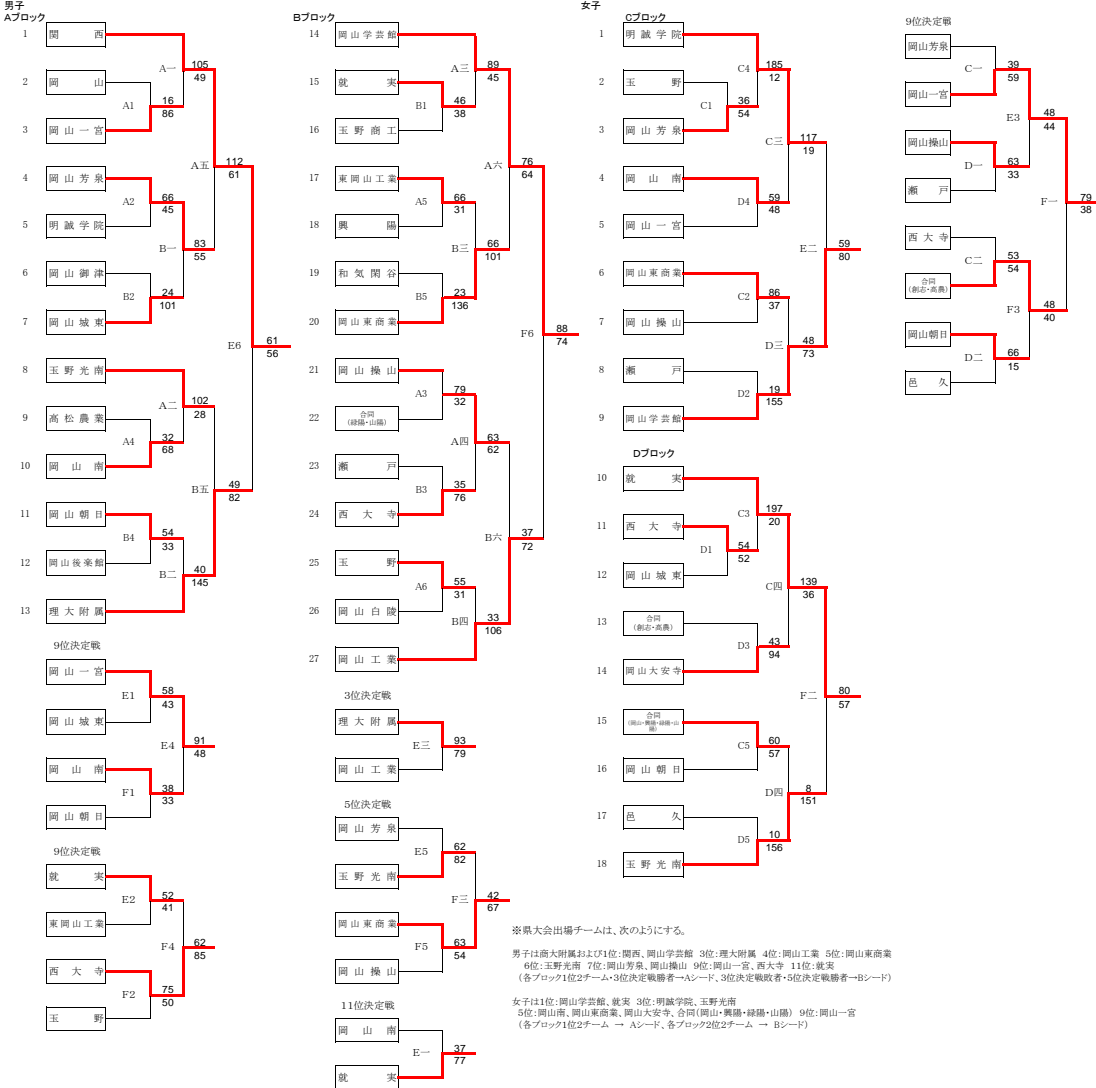 男子
Aブロック
1 関西
A一 105
49
2 岡山
A1 16
86
3 岡山一宮
A五 112
61
4 岡山芳泉
A2 66
45
5 明誠学院
B一 83
55
6 岡山御津
B2 24
101
7 岡山城東
E6 61
56
8 玉野光南
A二 102
28
9 高松農業
A4 32
68
10 岡山南
B五 49
82
11 岡山朝日
B4 54
33
12 岡山後楽館
B二 40
145
13 理大附属
9位決定戦
岡山一宮
E1 58
43
岡山城東
E4 91
48
岡山南
F1 38
33
岡山朝日
9位決定戦
就実
E2 52
41
東岡山工業
F4 62
85
西大寺
F2 75
50
玉野
Bブロック
14 岡山学芸館
A三 89
45
15 就実
B1 46
38
16 玉野商工
A六 76
64
17 東岡山工業
A5 66
31
18 興陽
B三 66
101
19 和気閑谷
B5 23
136
20 岡山東商業
F6 88
74
21 岡山操山
A3 79
32
22 合同
(緑陽・山陽)
A四 63
62
23 瀬戸
B3 35
76
24 西大寺
B六 37
72
25 玉野
A6 55
31
26 岡山白陵
B四 33
106
27 岡山工業
3位決定戦
理大附属
E三 93
79
岡山工業
5位決定戦
岡山芳泉
E5 62
82
玉野光南
F三 42
67
岡山東商業
F5 63
54
岡山操山
11位決定戦
岡山南
E一 37
77
就実
女子
Cブロック
1 明誠学院
C4 185
12
2 玉野
C1 36
54
3 岡山芳泉
C三 117
19
4 岡山南
D4 59
48
5 岡山一宮
E二 59
80
6 岡山東商業
C2 86
37
7 岡山操山
D三 48
73
8 瀬戸
D2 19
155
9 岡山学芸館
Dブロック
10 就実
C3 197
20
11 西大寺
D1 54
52
12 岡山城東
C四 139
36
13 合同
(創志・高農)
D3 43
94
14 岡山大安寺
F二 80
57
15 合同
(岡山・興陽・緑陽・山陽)
C5 60
57
16 岡山朝日
D四 8
151
17 邑久
D5 10
156
18 玉野光南
9位決定戦
岡山芳泉
C一 39
59
岡山一宮
E3 48
44
岡山操山
D一 63
33
瀬戸
F一 79
38
西大寺
C二 53
54
合同
(創志・高農)
F3 48
40
岡山朝日
D二 66
15
邑久
※県大会出場チームは、次のようにする。
男子は商大附属および1位:関西、岡山学芸館 3位:理大附属 4位:岡山工業 5位:岡山東商業
6位:玉野光南 7位:岡山芳泉、岡山操山 9位:岡山一宮、西大寺 11位:就実
(各ブロック1位2チーム・3位決定戦勝者→Aシード、3位決定戦敗者・5位決定戦勝者→Bシード)
女子は1位:岡山学芸館、就実 3位:明誠学院、玉野光南
5位:岡山南、岡山東商業、岡山大安寺、合同(岡山・興陽・緑陽・山陽) 9位:岡山一宮
(各ブロック1位2チーム → Aシード、各ブロック2位2チーム → Bシード)